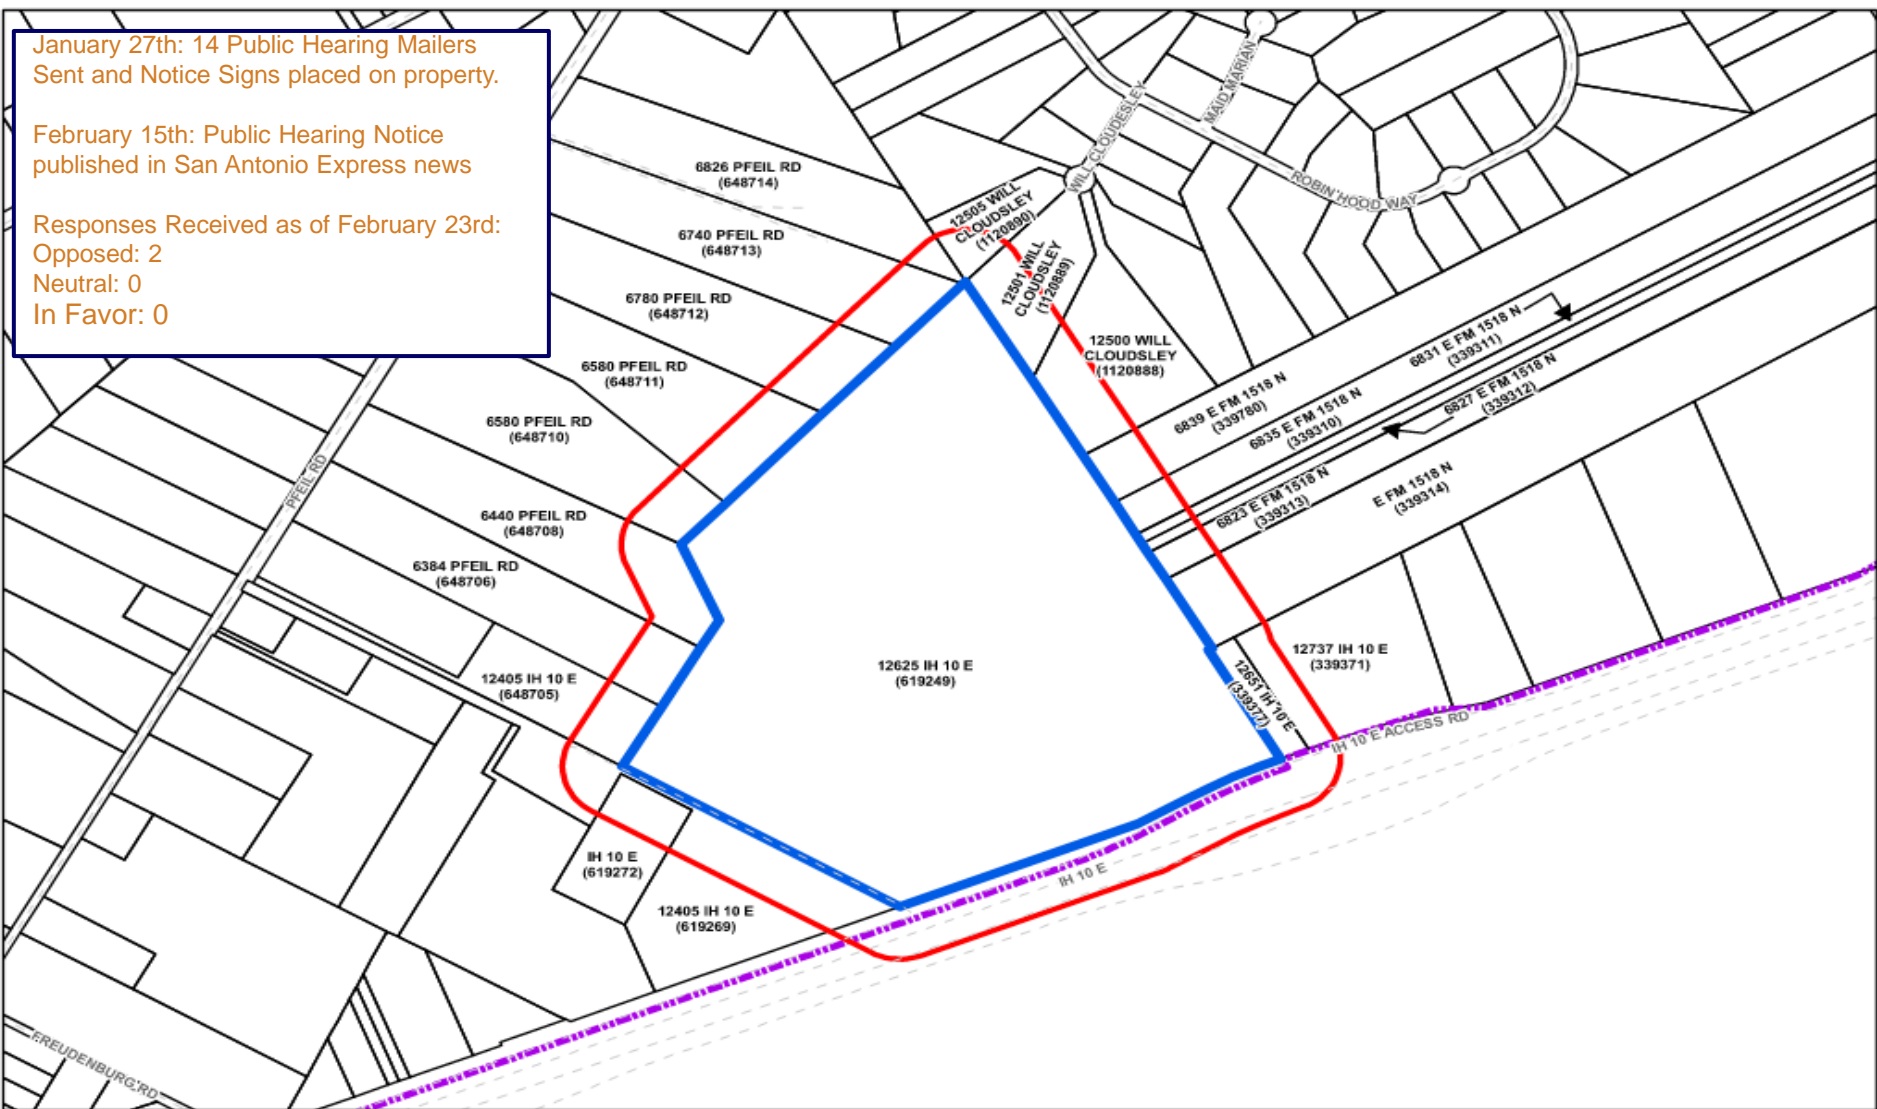 January 27th: 14 Public Hearing Mailers
Sent and Notice Signs placed on property.
February 15th: Public Hearing Notice
published in San Antonio Express news
Responses Received as of February 23rd:
Opposed: 2
Neutral: 0
In Favor: 0
MAID MARIAN
WILL CLOUDESLEY
ROBIN HOOD WAY
6826 PFEIL RD
(648714)
12505 WILL
CLOUDSLEY
(1120890)
6740 PFEIL RD
(648713)
12501 WILL
CLOUDSLEY
(1120889)
6780 PFEIL RD
(648712)
12500 WILL
CLOUDSLEY
(1120888)
6831 E FM 1518 N
(339311)
6580 PFEIL RD
(648711)
6827 E FM 1518 N
(339312)
6839 E FM 1518 N
(339780)
6835 E FM 1518 N
(339310)
6580 PFEIL RD
(648710)
PFEIL RD
6823 E FM 1518 N
(339313)
E FM 1518 N
(339314)
6440 PFEIL RD
(648708)
6384 PFEIL RD
(648706)
12405 IH 10 E
(648705)
12625 IH 10 E
(619249)
12651 IH 10 E
(339377)
12737 IH 10 E
(339371)
IH 10 E ACCESS RD
IH 10 E
IH 10 E
(619272)
12405 IH 10 E
(619269)
FREUDENBURG RD